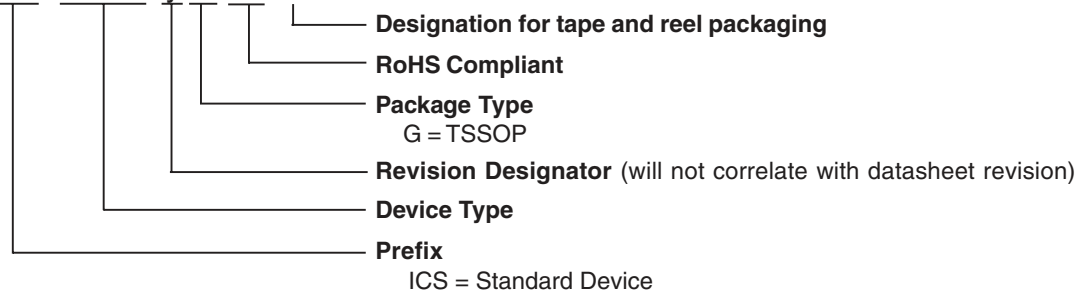 Designation for tape and reel packaging
RoHS Compliant
Package Type
G = TSSOP
Revision Designator (will not correlate with datasheet revision)
Device Type
Prefix
ICS = Standard Device